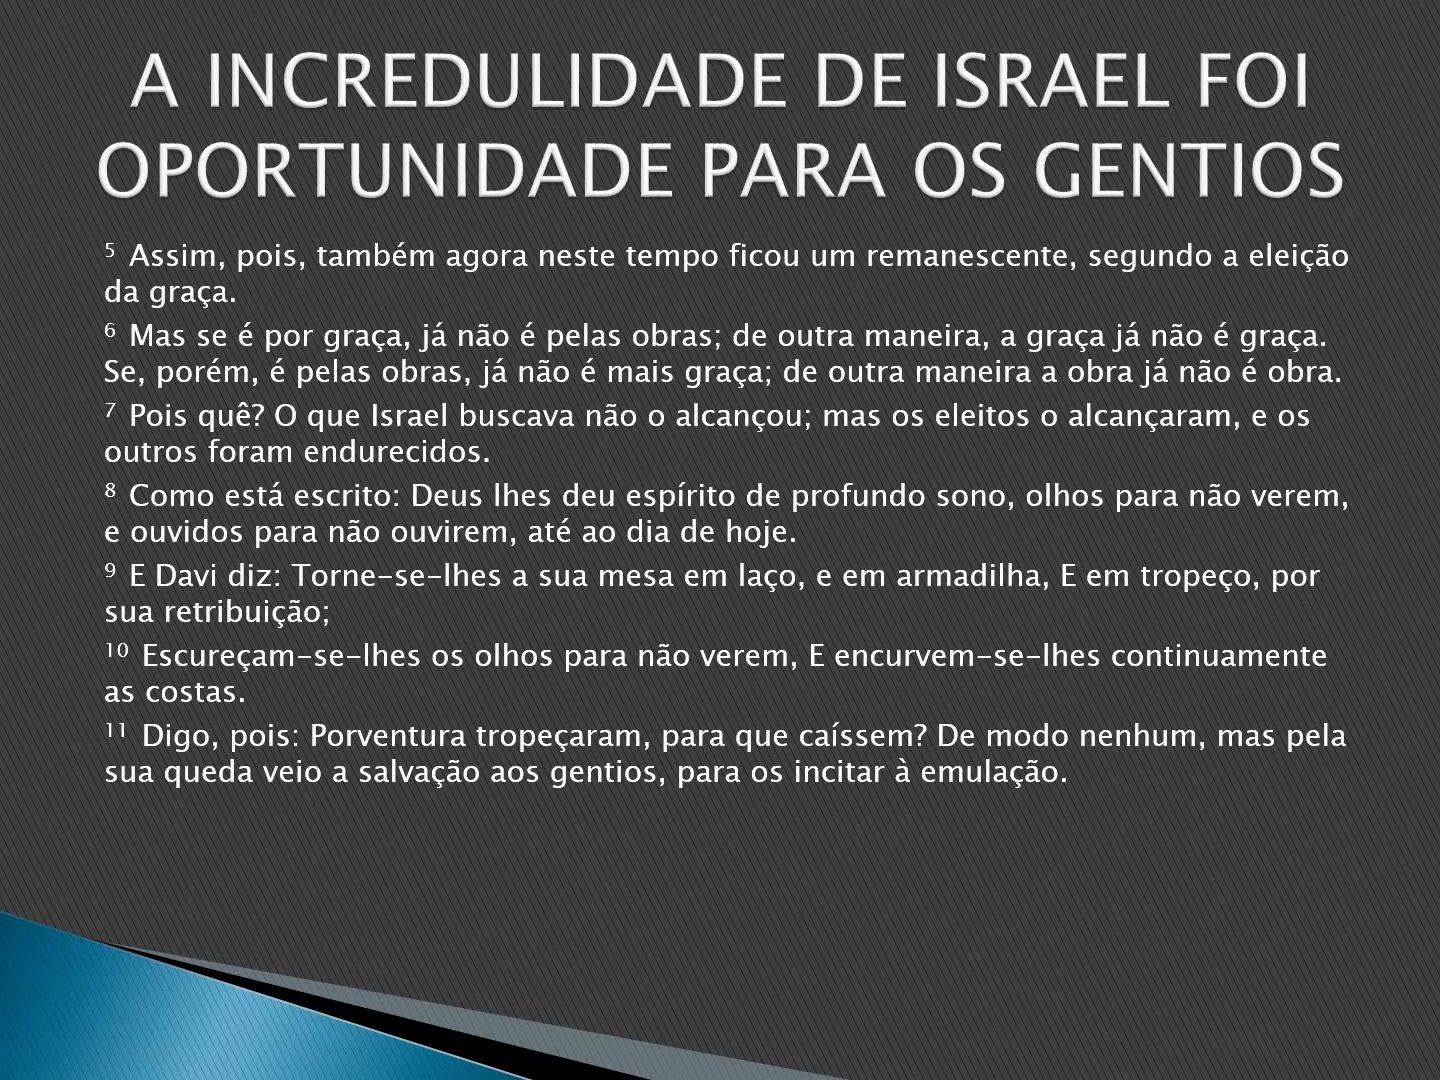 A INCREDULIDADE DE ISRAEL FOI
OPORTUNIDADE PARA OS GENTIOS
5 Assim, pois, também agora neste tempo ficou um remanescente, segundo a eleição
da graça.
6 Mas se é por graça, já não é pelas obras; de outra maneira, a graça já não é graça.
Se, porém, é pelas obras, já não é mais graça; de outra maneira a obra já não é obra.
7 Pois quê? O que Israel buscava não o alcançou; mas os eleitos o alcançaram, e os
outros foram endurecidos.
8 Como está escrito: Deus lhes deu espírito de profundo sono, olhos para não verem,
e ouvidos para não ouvirem, até ao dia de hoje.
9 E Davi diz: Torne-se-lhes a sua mesa em laço, e em armadilha, E em tropeço, por
sua retribuição;
10 Escureçam-se-lhes os olhos para não verem, E encurvem-se-lhes continuamente
as costas.
11 Digo, pois: Porventura tropeçaram, para que caíssem? De modo nenhum, mas pela
sua queda veio a salvação aos gentios, para os incitar à emulação.